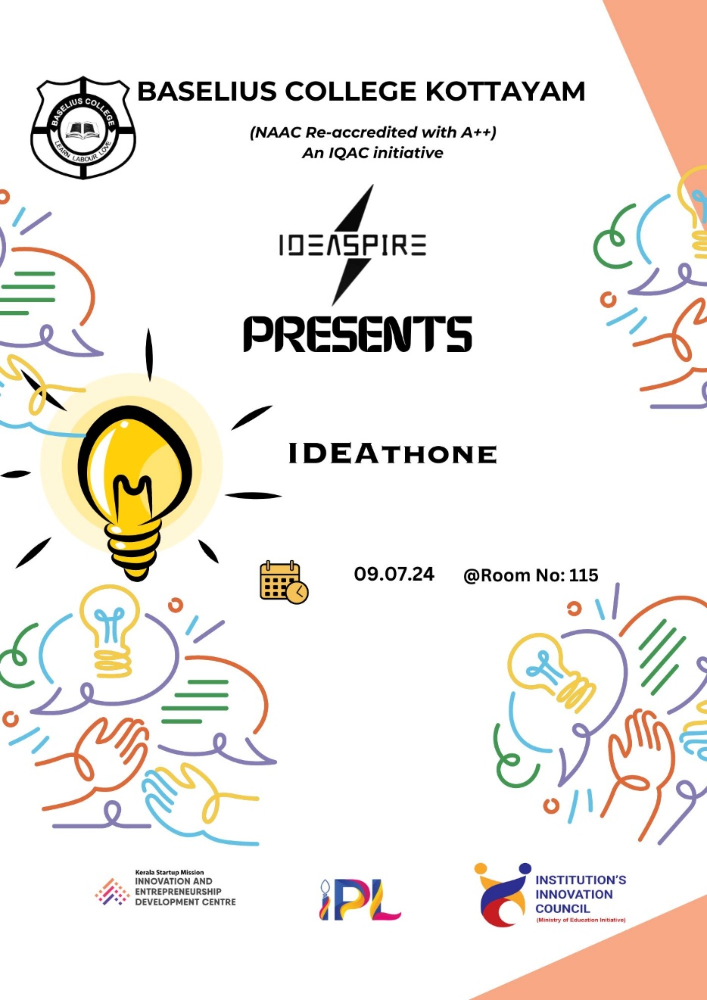 BASELIUS COLLEGE KOTTAYAM
BASELIUS COLLEGE
LEARN LABOUR LOVE
(NAAC Re-accredited with A++)
An IQAC initiative
IDEASPIRE
PRESENTS
IDEATHONE
09.07.24 @Room No: 115
Kerala Startup Mission
INNOVATION AND
ENTREPRENEURSHIP
DEVELOPMENT CENTRE
iPL
INSTITUTION'S
INNOVATION
COUNCIL
(Ministry of Education Initiative)